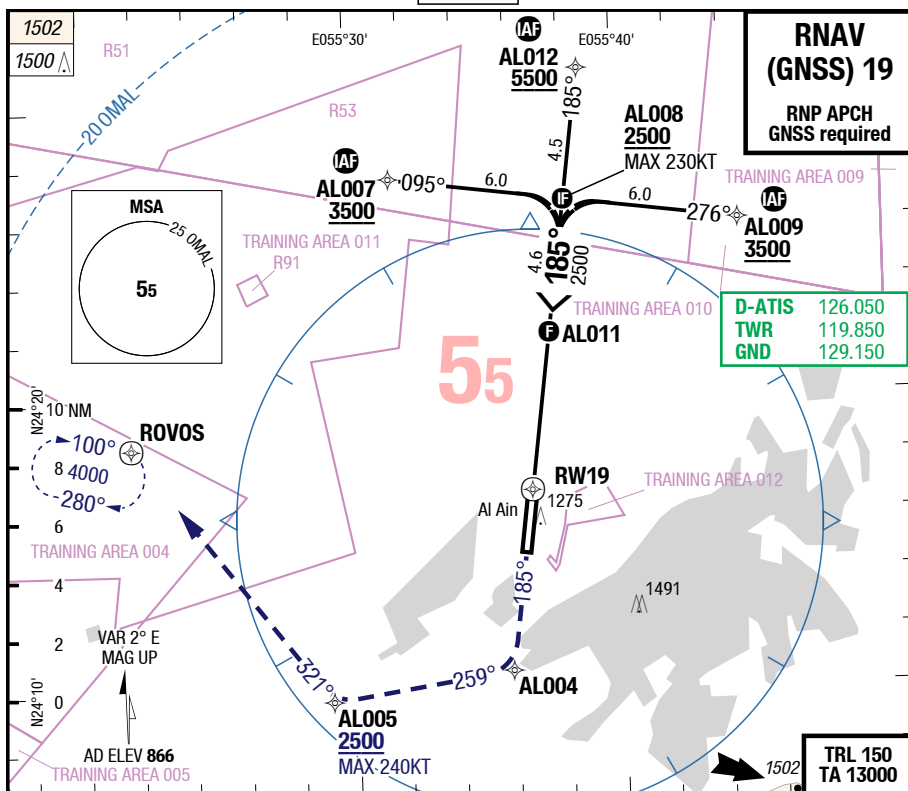 1502
1500
R51
E055°30'
E055°40'
RNAV
(GNSS) 19
RNP APCH
GNSS required
20 OMAL
R53
IAF
AL012
5500
185°
4.5
AL008
2500
MAX 230KT
IAF
AL007
3500
095°
6.0
IF
6.0
276°
TRAINING AREA 009
IAF
AL009
3500
MSA
25 OMAL
55
TRAINING AREA 011
R91
4.6
185°
2500
TRAINING AREA 010
F
AL011
D-ATIS 126.050
TWR 119.850
GND 129.150
55
N24°20'
10 NM
8
6
4
2
0
ROVOS
100°
4000
280°
RW19
Al Ain
1275
TRAINING AREA 012
TRAINING AREA 004
185°
1491
VAR 2° E
MAG UP
N24°10'
321°
259°
AL004
AL005
2500
MAX 240KT
AD ELEV 866
TRAINING AREA 005
1502
TRL 150
TA 13000